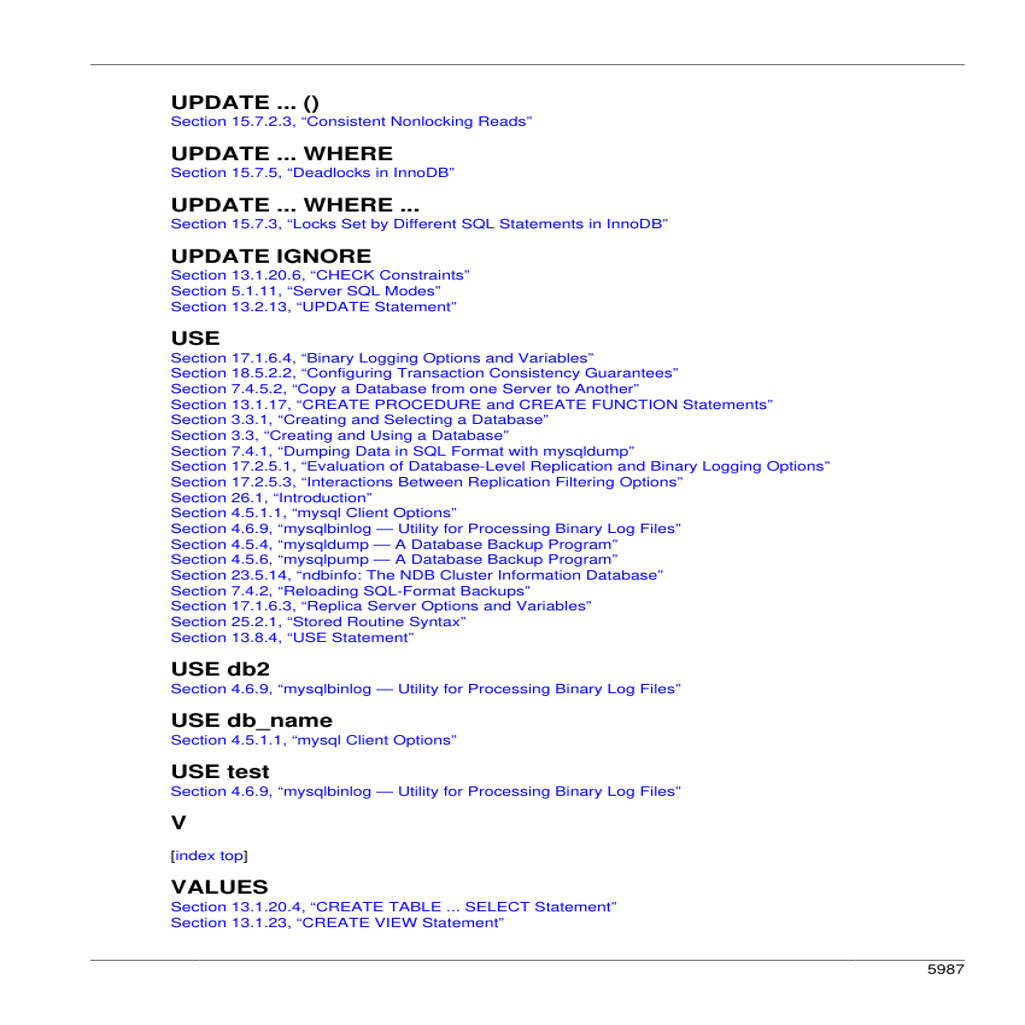 UPDATE ... ()
Section 15.7.2.3, “Consistent Nonlocking Reads”
UPDATE ... WHERE
Section 15.7.5, “Deadlocks in InnoDB”
UPDATE ... WHERE ...
Section 15.7.3, “Locks Set by Different SQL Statements in InnoDB”
UPDATE IGNORE
Section 13.1.20.6, “CHECK Constraints”
Section 5.1.11, “Server SQL Modes”
Section 13.2.13, “UPDATE Statement”
USE
Section 17.1.6.4, “Binary Logging Options and Variables”
Section 18.5.2.2, “Configuring Transaction Consistency Guarantees”
Section 7.4.5.2, “Copy a Database from one Server to Another”
Section 13.1.17, “CREATE PROCEDURE and CREATE FUNCTION Statements”
Section 3.3.1, “Creating and Selecting a Database”
Section 3.3, “Creating and Using a Database”
Section 7.4.1, “Dumping Data in SQL Format with mysqldump”
Section 17.2.5.1, “Evaluation of Database-Level Replication and Binary Logging Options”
Section 17.2.5.3, “Interactions Between Replication Filtering Options”
Section 26.1, “Introduction”
Section 4.5.1.1, “mysql Client Options”
Section 4.6.9, “mysqlbinlog — Utility for Processing Binary Log Files”
Section 4.5.4, “mysqldump — A Database Backup Program”
Section 4.5.6, “mysqlpump — A Database Backup Program”
Section 23.5.14, “ndbinfo: The NDB Cluster Information Database”
Section 7.4.2, “Reloading SQL-Format Backups”
Section 17.1.6.3, “Replica Server Options and Variables”
Section 25.2.1, “Stored Routine Syntax”
Section 13.8.4, “USE Statement”
USE db2
Section 4.6.9, “mysqlbinlog — Utility for Processing Binary Log Files”
USE db_name
Section 4.5.1.1, “mysql Client Options”
USE test
Section 4.6.9, “mysqlbinlog — Utility for Processing Binary Log Files”
V
[index top]
VALUES
Section 13.1.20.4, “CREATE TABLE ... SELECT Statement”
Section 13.1.23, “CREATE VIEW Statement”
5987